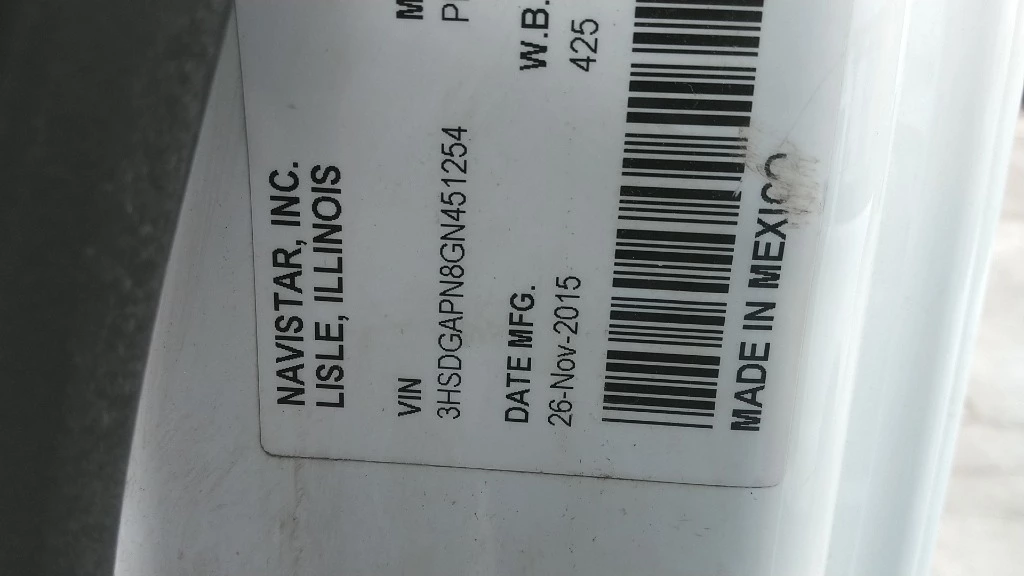 NAVISTAR, INC.
LISLE, ILLINOIS
VIN
3HSDGAPN8GN451254
DATE MFG.
26-Nov-2015
W.B.
425
MADE IN MEXICO